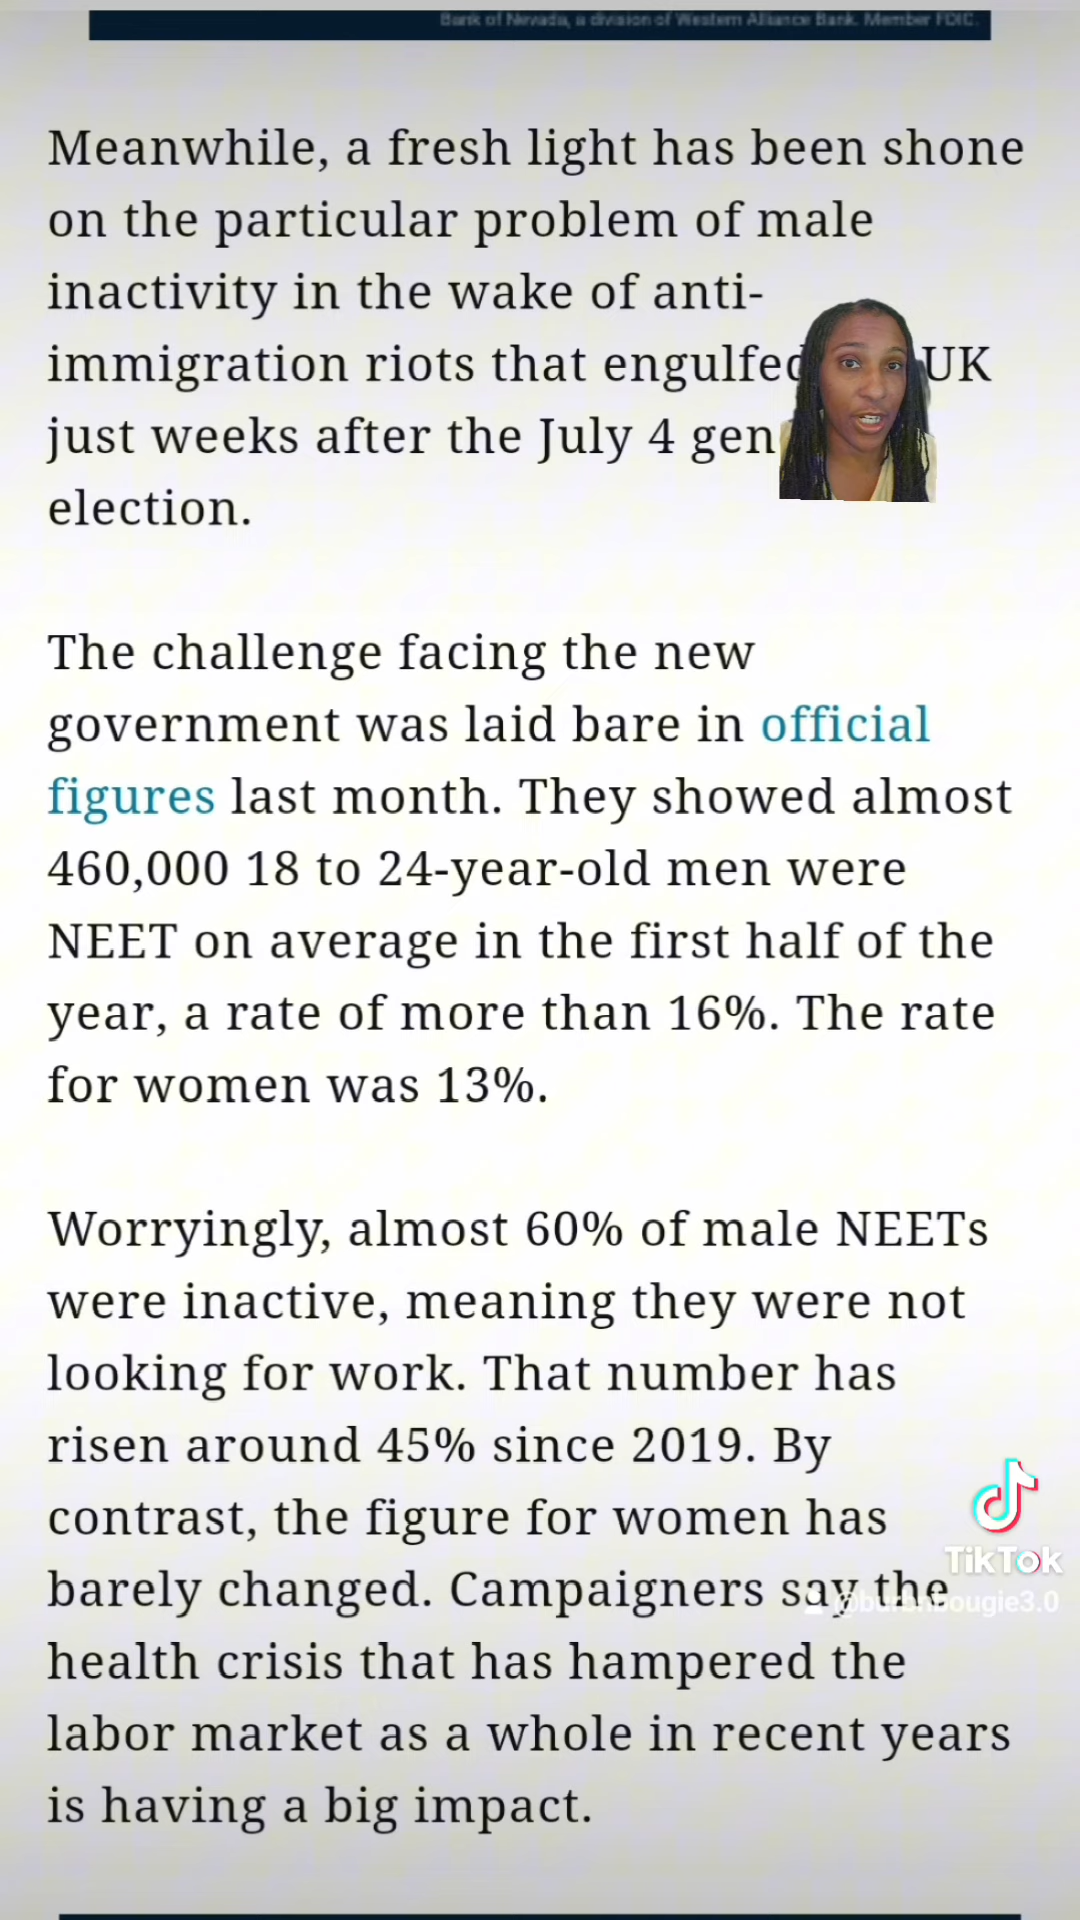 Bank of Nevada, a division of Western Alliance Bank. Member FDIC.
Meanwhile, a fresh light has been shone
on the particular problem of male
inactivity in the wake of anti-
immigration riots that engulfed UK
just weeks after the July 4 gen
election.
The challenge facing the new
government was laid bare in official
figures last month. They showed almost
460,000 18 to 24-year-old men were
NEET on average in the first half of the
year, a rate of more than 16%. The rate
for women was 13%.
Worryingly, almost 60% of male NEETs
were inactive, meaning they were not
looking for work. That number has
risen around 45% since 2019. By
contrast, the figure for women has
barely changed. Campaigners say the
health crisis that has hampered the
labor market as a whole in recent years
is having a big impact.
TikTok
@burbnbougie3.0